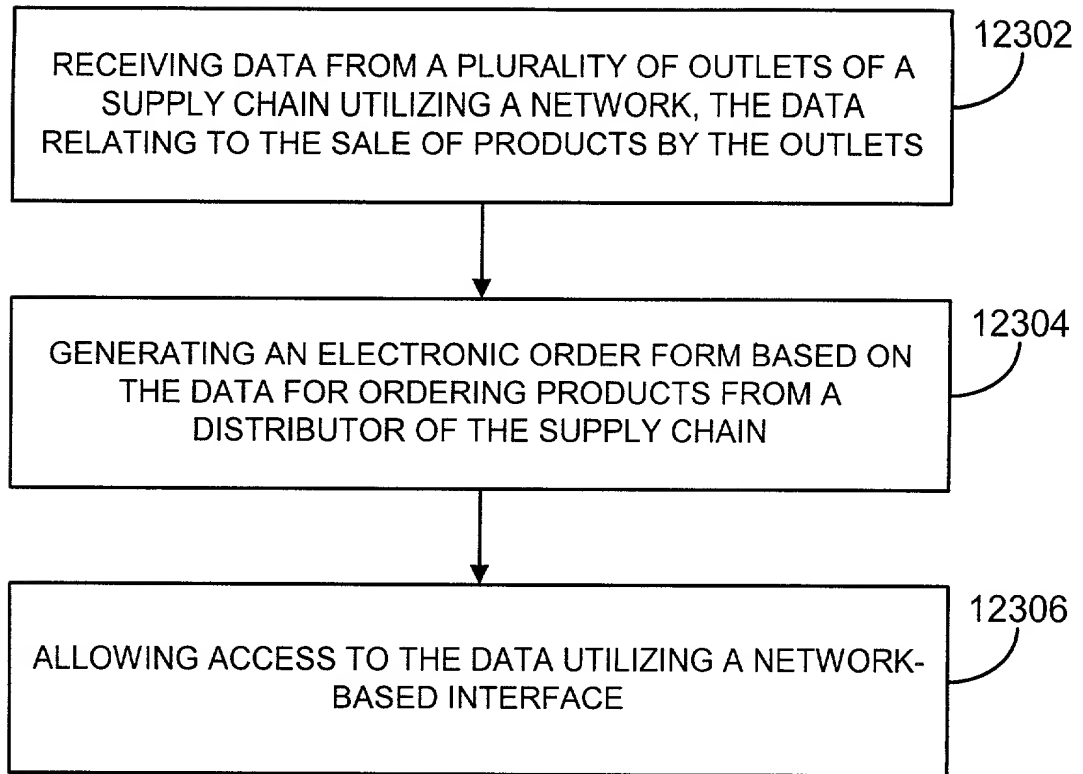 12302
RECEIVING DATA FROM A PLURALITY OF OUTLETS OF A
SUPPLY CHAIN UTILIZING A NETWORK, THE DATA
RELATING TO THE SALE OF PRODUCTS BY THE OUTLETS
12304
GENERATING AN ELECTRONIC ORDER FORM BASED ON
THE DATA FOR ORDERING PRODUCTS FROM A
DISTRIBUTOR OF THE SUPPLY CHAIN
12306
ALLOWING ACCESS TO THE DATA UTILIZING A NETWORK-
BASED INTERFACE